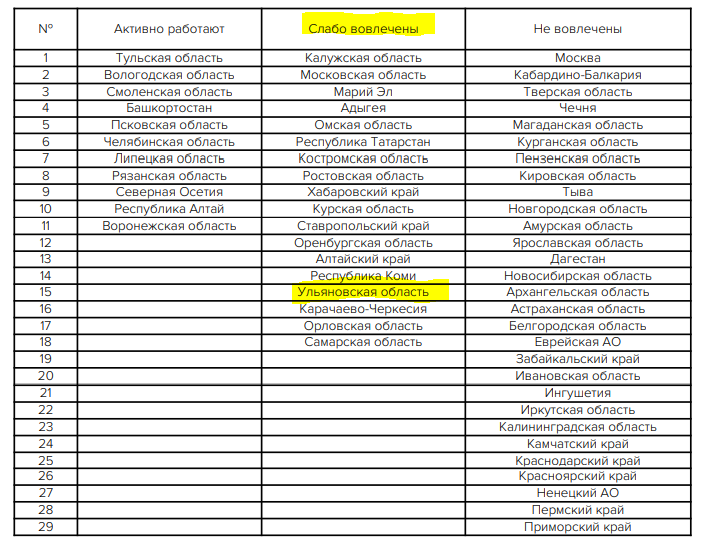 № Активно работают Слабо вовлечены Не вовлечены
1 Тульская область Калужская область Москва
2 Вологодская область Московская область Кабардино-Балкария
3 Смоленская область Марий Эл Тверская область
4 Башкортостан Адыгея Чечня
5 Псковская область Омская область Магаданская область
6 Челябинская область Республика Татарстан Курганская область
7 Липецкая область Костромская область Пензенская область
8 Рязанская область Ростовская область Кировская область
9 Северная Осетия Хабаровский край Тыва
10 Республика Алтай Курская область Новгородская область
11 Воронежская область Ставропольский край Амурская область
12 Оренбургская область Ярославская область
13 Алтайский край Дагестан
14 Республика Коми Новосибирская область
15 Ульяновская область Архангельская область
16 Карачаево-Черкесия Астраханская область
17 Орловская область Белгородская область
18 Самарская область Еврейская АО
19 Забайкальский край
20 Ивановская область
21 Ингушетия
22 Иркутская область
23 Калининградская область
24 Камчатский край
25 Краснодарский край
26 Красноярский край
27 Ненецкий АО
28 Пермский край
29 Приморский край